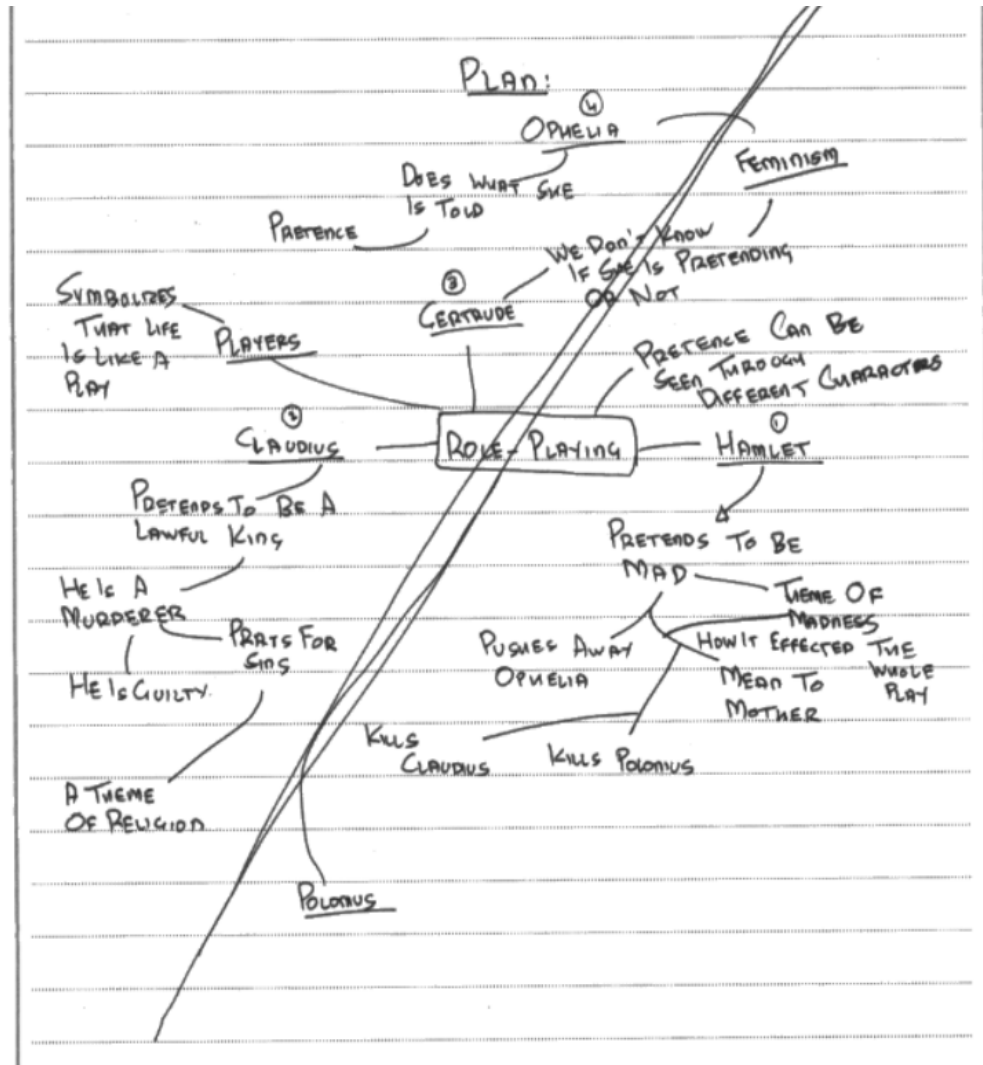 PLAN:
④
OPHELIA
FEMINISM
DOES WHAT SHE
IS TOLD
PRETENCE
WE DON'T KNOW
IF SHE IS PRETENDING
OR NOT
③
GERTRUDE
SYMBOLIZES
THAT LIFE
IS LIKE A
PLAY
PLAYERS
PRETENCE CAN BE
SEEN THROUGH
DIFFERENT CHARACTERS
②
CLAUDIUS
ROLE-PLAYING
①
HAMLET
PRETENDS TO BE A
LAWFUL KING
HE IS A
MURDERER
PRAYS FOR
SINS
HE IS GUILTY.
A THEME
OF RELIGION
PRETENDS TO BE
MAD
THEME OF
MADNESS
HOW IT EFFECTED THE
WHOLE
PLAY
PUSHES AWAY
OPHELIA
MEAN TO
MOTHER
KILLS
CLAUDIUS
KILLS POLONIUS
POLONIUS